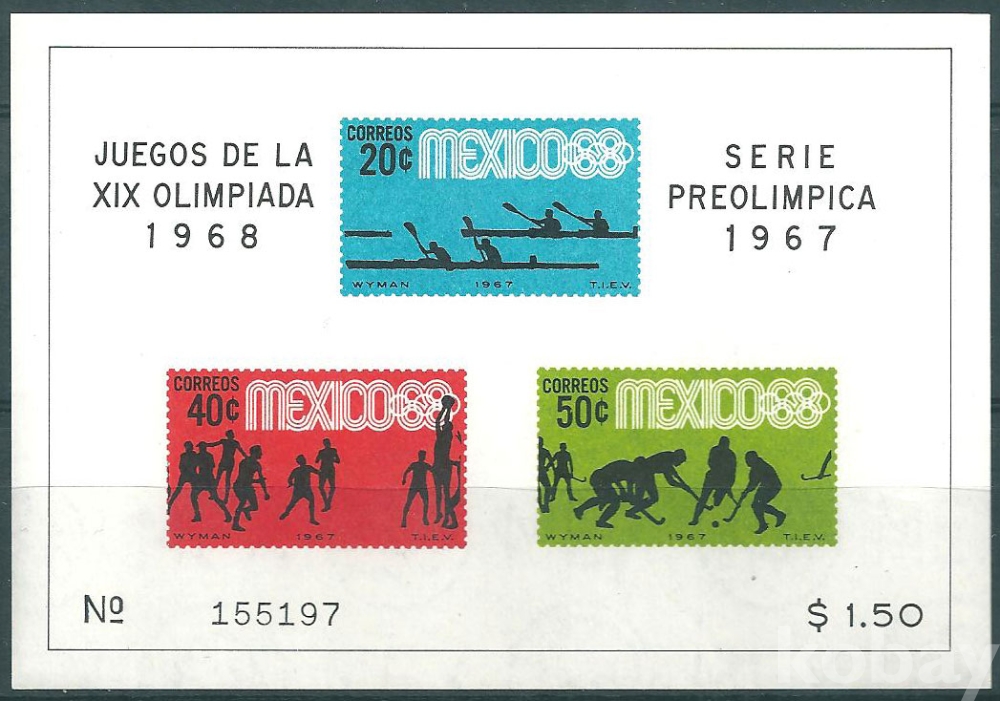 JUEGOS DE LA
XIX OLIMPIADA
1968
CORREOS
20¢
MEXICO68
WYMAN 1967 T.I.E.V.
SERIE
PREOLIMPICA
1967
CORREOS
40¢
MEXICO68
WYMAN 1967 T.I.E.V.
CORREOS
50¢
MEXICO68
WYMAN 1967 T.I.E.V.
Nº 155197
$ 1.50
kobay